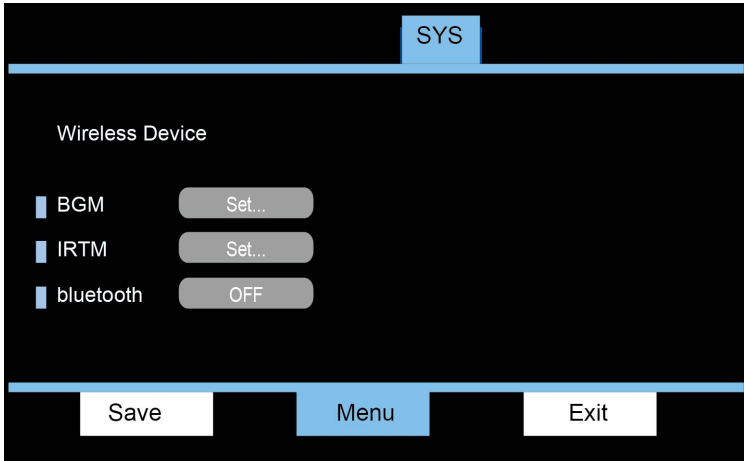 SYS
Wireless Device
BGM Set...
IRTM Set...
bluetooth OFF
Save Menu Exit